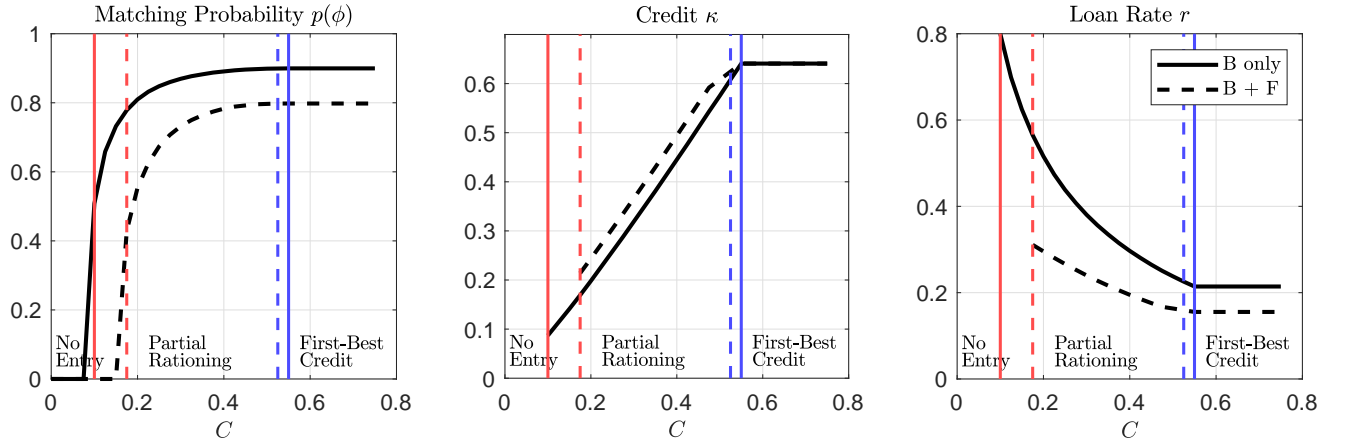 Matching Probability p(ϕ)
1
0.8
0.6
0.4
0.2
0
No
Entry
Partial
Rationing
First-Best
Credit
0
0.2
0.4
0.6
0.8
C
Credit κ
0.6
0.5
0.4
0.3
0.2
0.1
0
No
Entry
Partial
Rationing
First-Best
Credit
0
0.2
0.4
0.6
0.8
C
Loan Rate r
0.8
0.6
0.4
0.2
0
B only
B + F
No
Entry
Partial
Rationing
First-Best
Credit
0
0.2
0.4
0.6
0.8
C